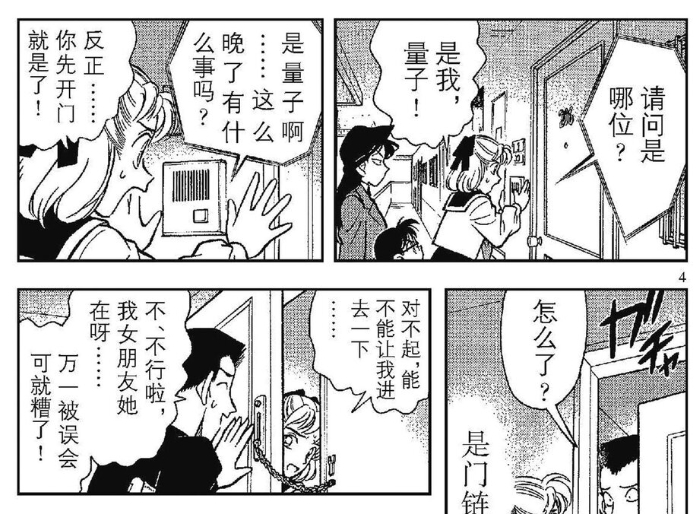 请问是
哪位？
是我，
量子！
是量子啊
……这么
晚了有什
么事吗？
反正……
你先开门
就是了！
4
ガチャ
怎么了？
是门链
对不起，能
不能让我进
去一下
……
不、不行啦，
我女朋友她
在呀……
万一被误会
可就糟了！